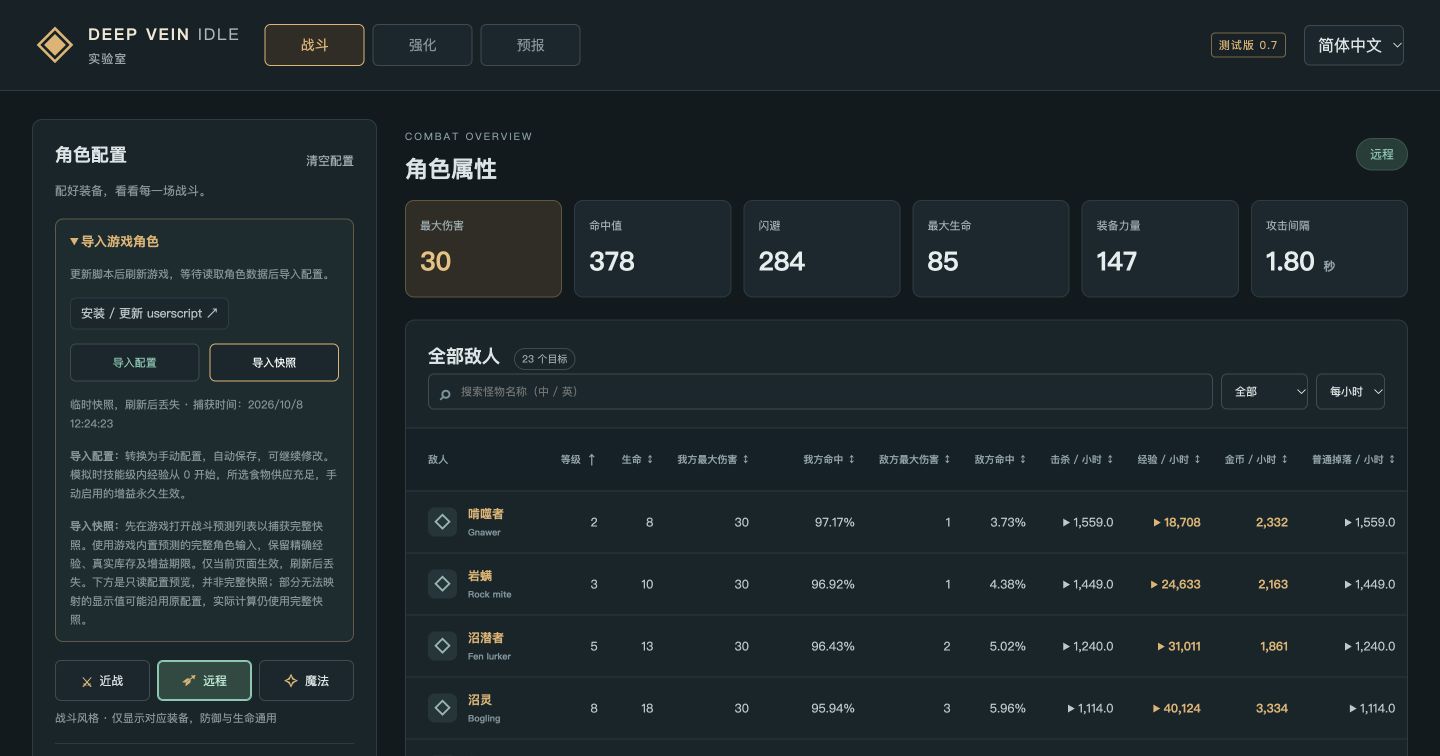 DEEP VEIN IDLE
实验室
战斗
强化
预报
测试版 0.7
简体中文
角色配置
清空配置
配好装备，看看每一场战斗。
▼导入游戏角色
更新脚本后刷新游戏，等待读取角色数据后导入配置。
安装 / 更新 userscript ↗
导入配置
导入快照
临时快照，刷新后丢失 · 捕获时间：2026/10/8
12:24:23
导入配置：转换为手动配置，自动保存，可继续修改。
模拟时技能级内经验从 0 开始，所选食物供应充足，手
动启用的增益永久生效。
导入快照：先在游戏打开战斗预测列表以捕获完整快
照。使用游戏内置预测的完整角色输入，保留精确经
验、真实库存及增益期限。仅当前页面生效，刷新后丢
失。下方是只读配置预览，并非完整快照；部分无法映
射的显示值可能沿用原配置，实际计算仍使用完整快
照。
近战
远程
魔法
战斗风格 · 仅显示对应装备，防御与生命通用
COMBAT OVERVIEW
角色属性
远程
最大伤害
30
命中值
378
闪避
284
最大生命
85
装备力量
147
攻击间隔
1.80 秒
全部敌人 23 个目标
搜索怪物名称（中 / 英）
全部
每小时
敌人 等级 ↑ 生命 ↕ 我方最大伤害 ↕ 我方命中 ↕ 敌方最大伤害 ↕ 敌方命中 ↕ 击杀 / 小时 ↕ 经验 / 小时 ↕ 金币 / 小时 ↕ 普通掉落 / 小时 ↕
啃噬者 2 8 30 97.17% 1 3.73% ▶1,559.0 ▶18,708 2,332 ▶1,559.0
Gnawer
岩螨 3 10 30 96.92% 1 4.38% ▶1,449.0 ▶24,633 2,163 ▶1,449.0
Rock mite
沼潜者 5 13 30 96.43% 2 5.02% ▶1,240.0 ▶31,011 1,861 ▶1,240.0
Fen lurker
沼灵 8 18 30 95.94% 3 5.96% ▶1,114.0 ▶40,124 3,334 ▶1,114.0
Bogling